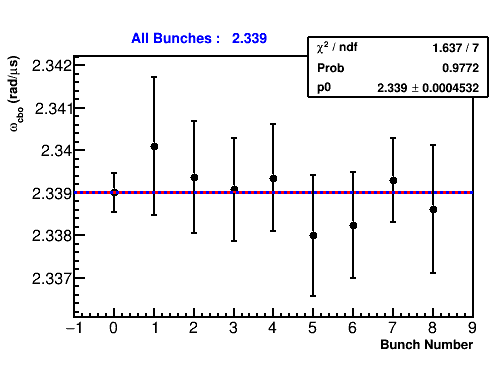 All Bunches : 2.339
χ² / ndf 1.637 / 7
Prob 0.9772
p0 2.339 ± 0.0004532
ω_cbo (rad/μs)
2.342
2.341
2.34
2.339
2.338
2.337
−1 0 1 2 3 4 5 6 7 8 9
Bunch Number